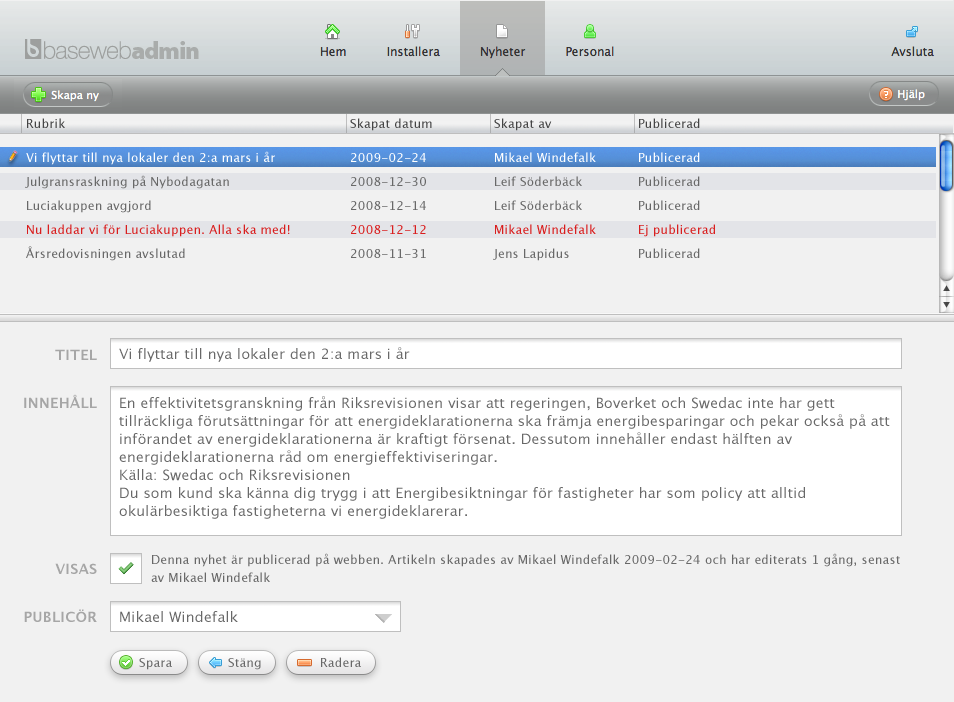 basewebadmin
Hem Installera Nyheter Personal Avsluta
Skapa ny Hjälp
Rubrik Skapat datum Skapat av Publicerad
Vi flyttar till nya lokaler den 2:a mars i år 2009-02-24 Mikael Windefalk Publicerad
Julgransraskning på Nybodagatan 2008-12-30 Leif Söderbäck Publicerad
Luciakuppen avgjord 2008-12-14 Leif Söderbäck Publicerad
Nu laddar vi för Luciakuppen. Alla ska med! 2008-12-12 Mikael Windefalk Ej publicerad
Årsredovisningen avslutad 2008-11-31 Jens Lapidus Publicerad
TITEL Vi flyttar till nya lokaler den 2:a mars i år
INNEHÅLL En effektivitetsgranskning från Riksrevisionen visar att regeringen, Boverket och Swedac inte har gett
tillräckliga förutsättningar för att energideklarationerna ska främja energibesparingar och pekar också på att
införandet av energideklarationerna är kraftigt försenat. Dessutom innehåller endast hälften av
energideklarationerna råd om energieffektiviseringar.
Källa: Swedac och Riksrevisionen
Du som kund ska känna dig trygg i att Energibesiktningar för fastigheter har som policy att alltid
okulärbesiktiga fastigheterna vi energideklarerar.
VISAS Denna nyhet är publicerad på webben. Artikeln skapades av Mikael Windefalk 2009-02-24 och har editerats 1 gång, senast
av Mikael Windefalk
PUBLICÖR Mikael Windefalk
Spara Stäng Radera